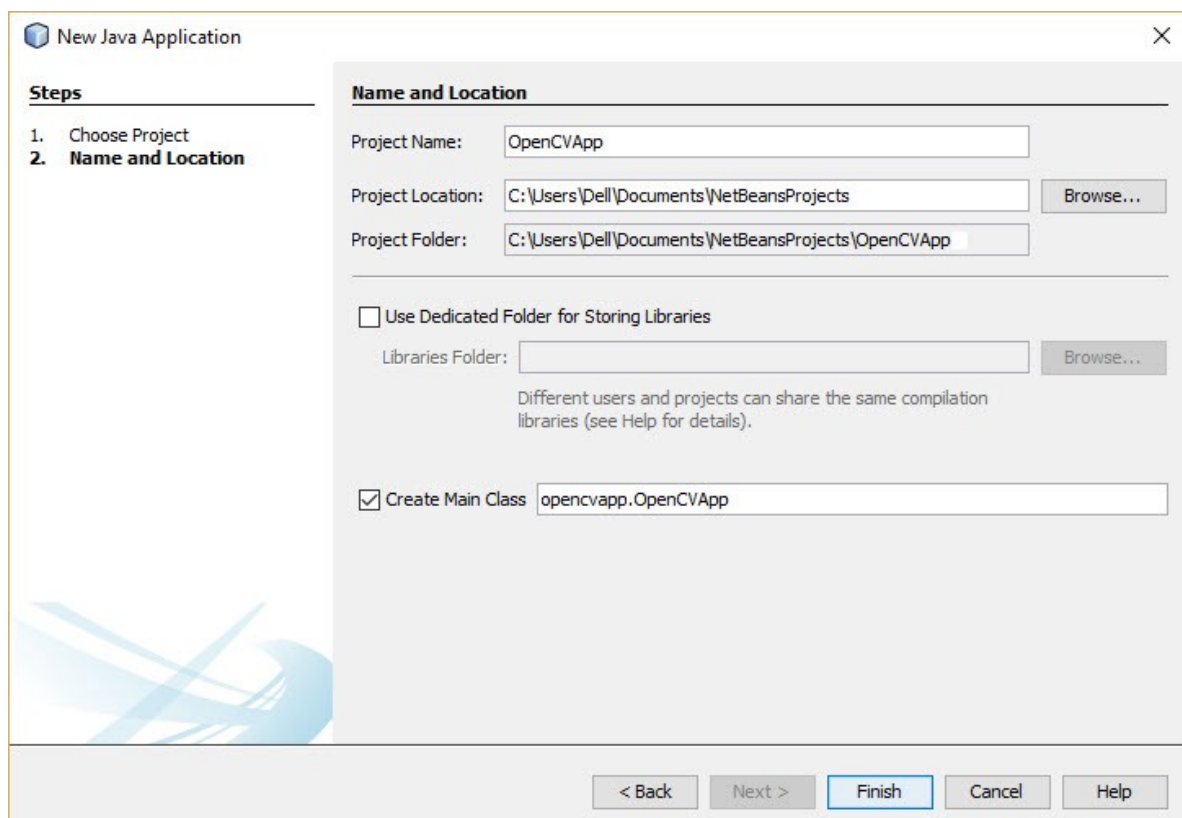 New Java Application
Steps
1. Choose Project
2. Name and Location
Name and Location
Project Name: OpenCVApp
Project Location: C:\Users\Dell\Documents\NetBeansProjects Browse...
Project Folder: C:\Users\Dell\Documents\NetBeansProjects\OpenCVApp
Use Dedicated Folder for Storing Libraries
Libraries Folder: Browse...
Different users and projects can share the same compilation
libraries (see Help for details).
Create Main Class opencvapp.OpenCVApp
< Back Next > Finish Cancel Help